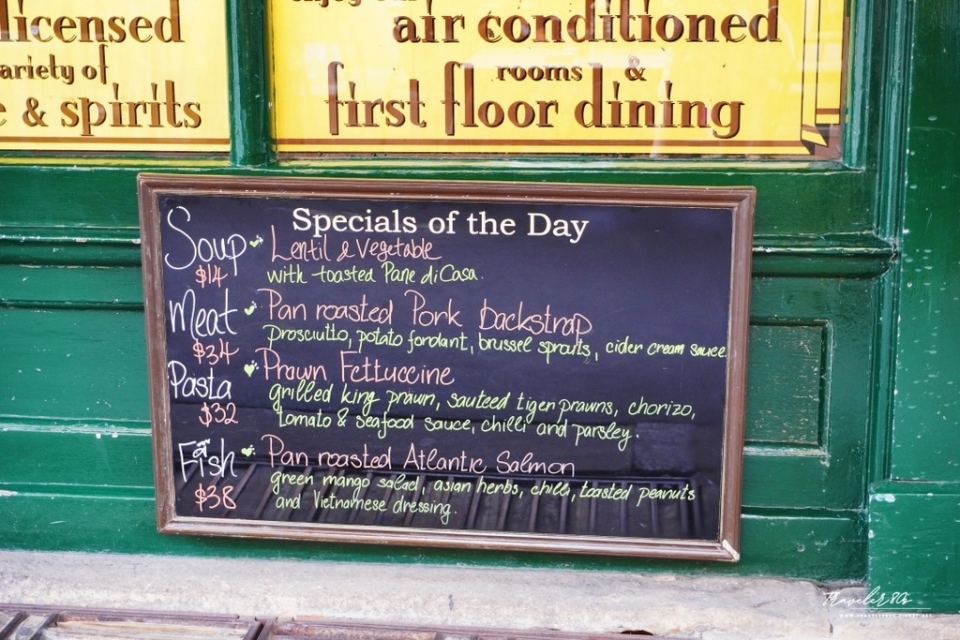 licensed
ariety of
e & spirits
enjoy our
air conditioned
rooms &
first floor dining
Specials of the Day
Soup Lentil & Vegetable
$14 with toasted Pane di Casa.
Meat Pan roasted Pork backstrap
$34 prosciutto, potato fondant, brussel sprouts, cider cream sauce.
Pasta Prawn Fettuccine
$32 grilled king prawn, sauteed tiger prawns, chorizo,
tomato & seafood sauce, chilli and parsley.
Fish Pan roasted Atlantic Salmon
$38 green mango salad, asian herbs, chilli, toasted peanuts
and Vietnamese dressing.